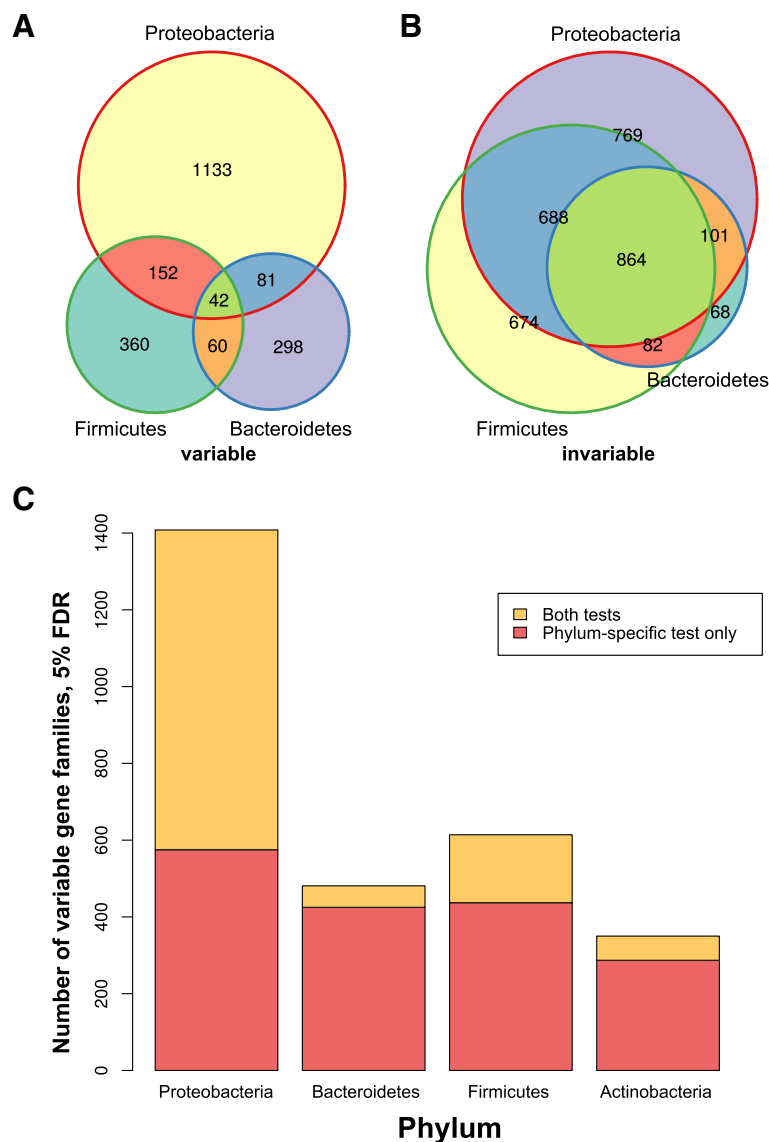 A
Proteobacteria
1133
152
81
42
360
60
298
Firmicutes
Bacteroidetes
variable
B
Proteobacteria
769
688
101
864
674
68
82
Bacteroidetes
Firmicutes
invariable
C
Number of variable gene families, 5% FDR
1400
1200
1000
800
600
400
200
0
Both tests
Phylum-specific test only
Proteobacteria
Bacteroidetes
Firmicutes
Actinobacteria
Phylum